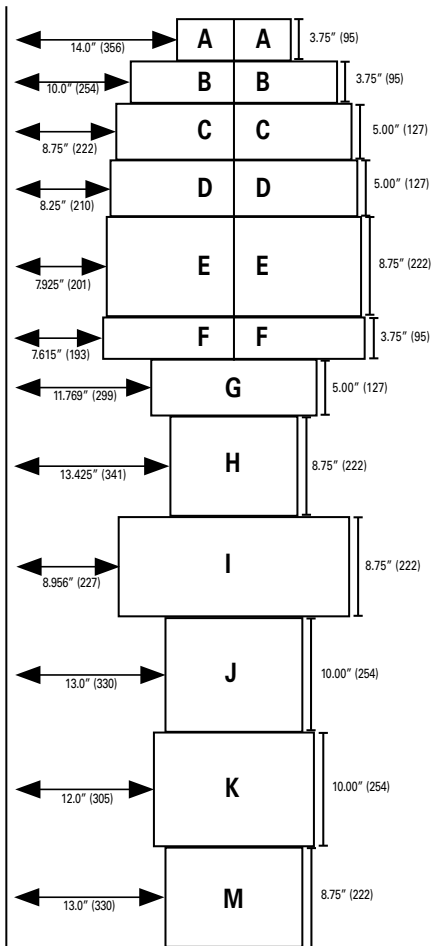 A A 3.75" (95)
14.0" (356)
B B 3.75" (95)
10.0" (254)
C C 5.00" (127)
8.75" (222)
D D 5.00" (127)
8.25" (210)
E E 8.75" (222)
7.925" (201)
F F 3.75" (95)
7.615" (193)
G 5.00" (127)
11.769" (299)
H 8.75" (222)
13.425" (341)
I 8.75" (222)
8.956" (227)
J 10.00" (254)
13.0" (330)
K 10.00" (254)
12.0" (305)
M 8.75" (222)
13.0" (330)